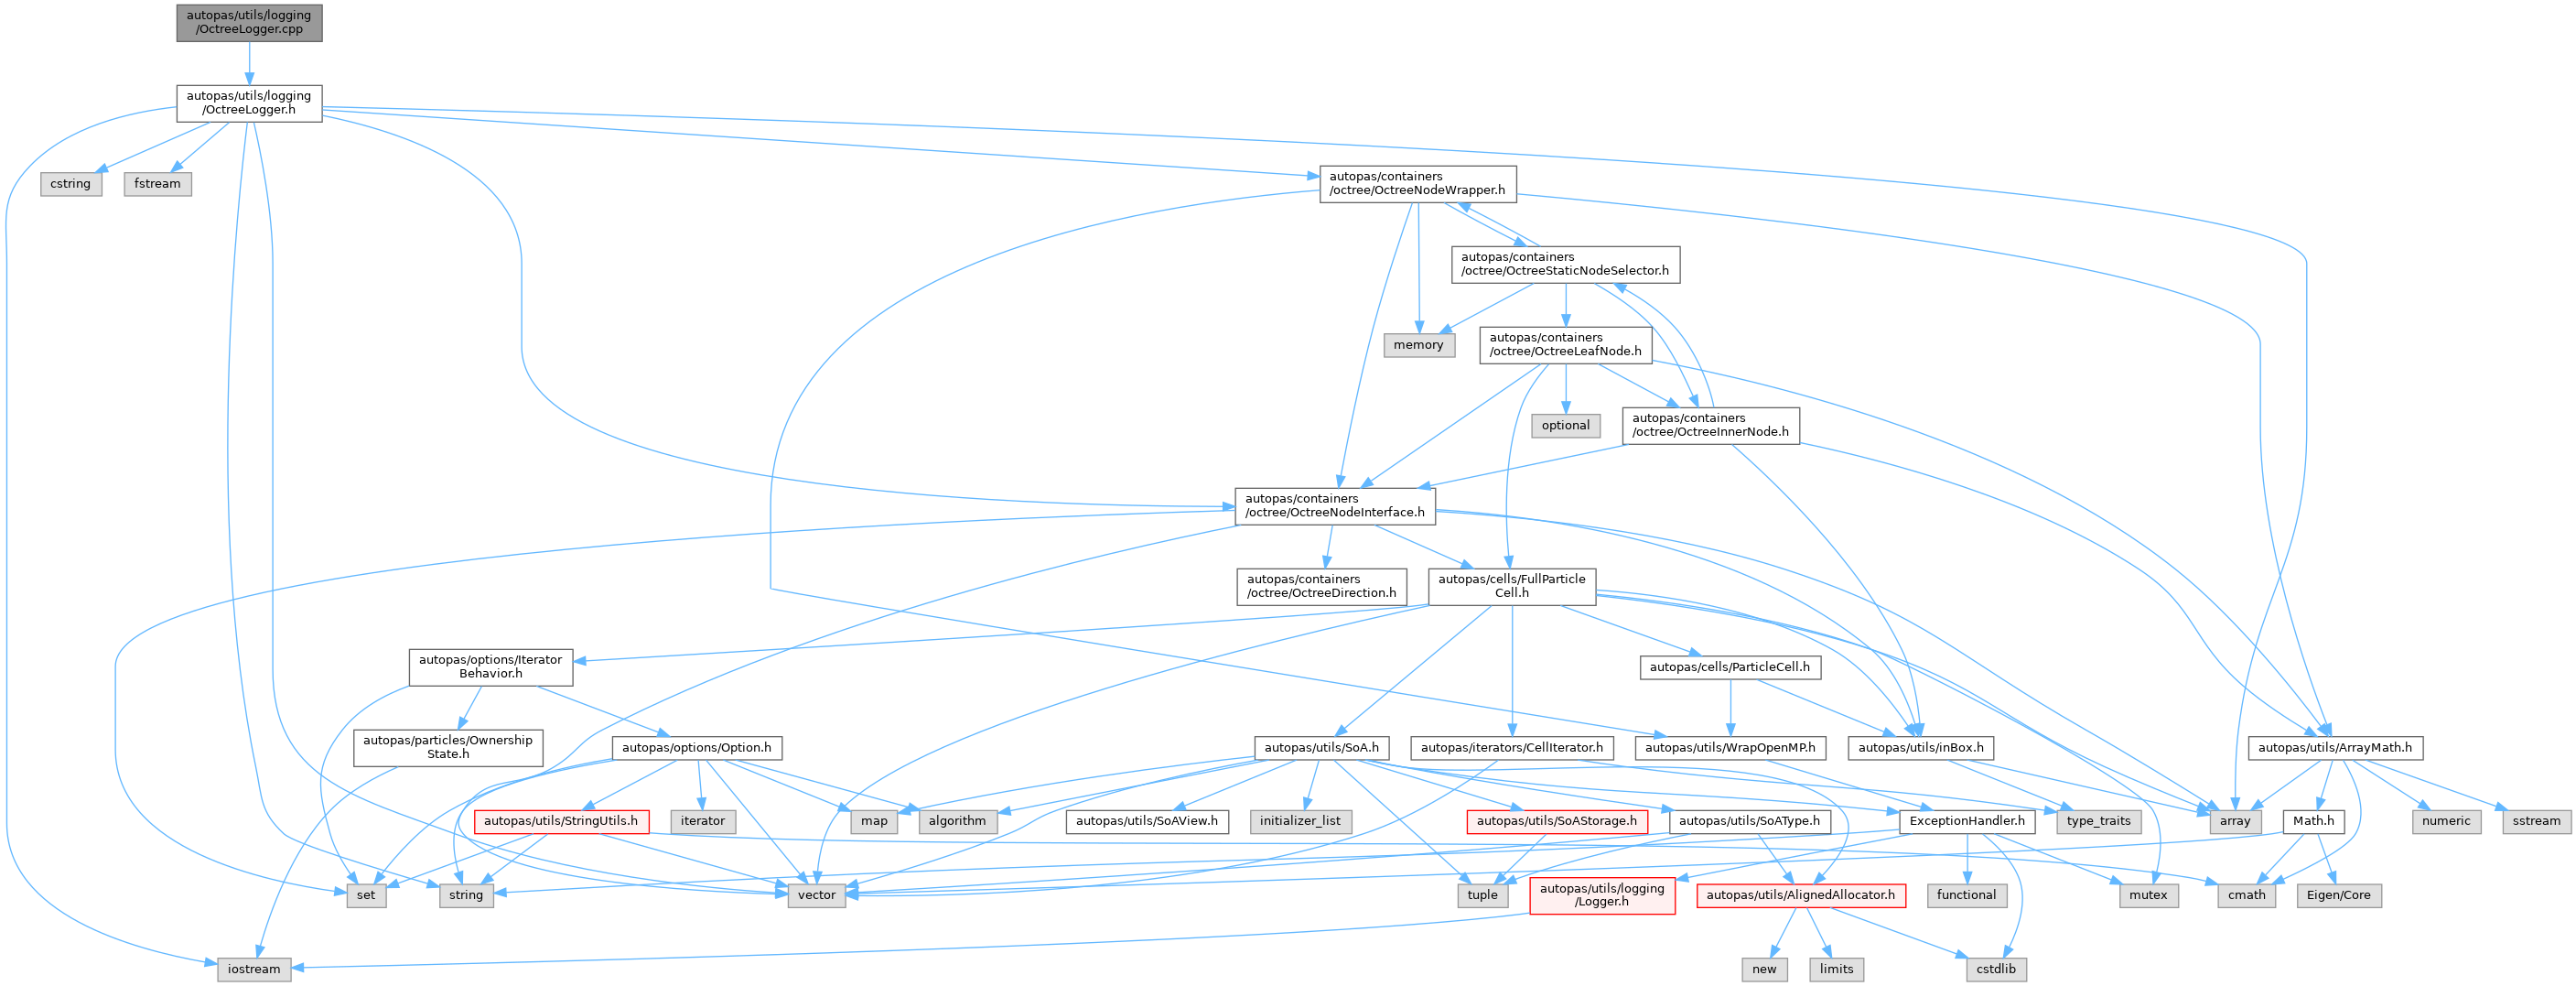 autopas/utils/logging
/OctreeLogger.cpp
autopas/utils/logging
/OctreeLogger.h
cstring
fstream
autopas/containers
/octree/OctreeNodeWrapper.h
autopas/containers
/octree/OctreeStaticNodeSelector.h
memory
autopas/containers
/octree/OctreeLeafNode.h
optional
autopas/containers
/octree/OctreeInnerNode.h
autopas/containers
/octree/OctreeNodeInterface.h
autopas/containers
/octree/OctreeDirection.h
autopas/cells/FullParticle
Cell.h
autopas/options/Iterator
Behavior.h
autopas/cells/ParticleCell.h
autopas/particles/Ownership
State.h
autopas/options/Option.h
autopas/utils/SoA.h
autopas/iterators/CellIterator.h
autopas/utils/WrapOpenMP.h
autopas/utils/inBox.h
autopas/utils/ArrayMath.h
autopas/utils/StringUtils.h
iterator
map
algorithm
autopas/utils/SoAView.h
initializer_list
autopas/utils/SoAStorage.h
autopas/utils/SoAType.h
ExceptionHandler.h
type_traits
array
Math.h
numeric
sstream
set
string
vector
tuple
autopas/utils/logging
/Logger.h
autopas/utils/AlignedAllocator.h
functional
mutex
cmath
Eigen/Core
iostream
new
limits
cstdlib